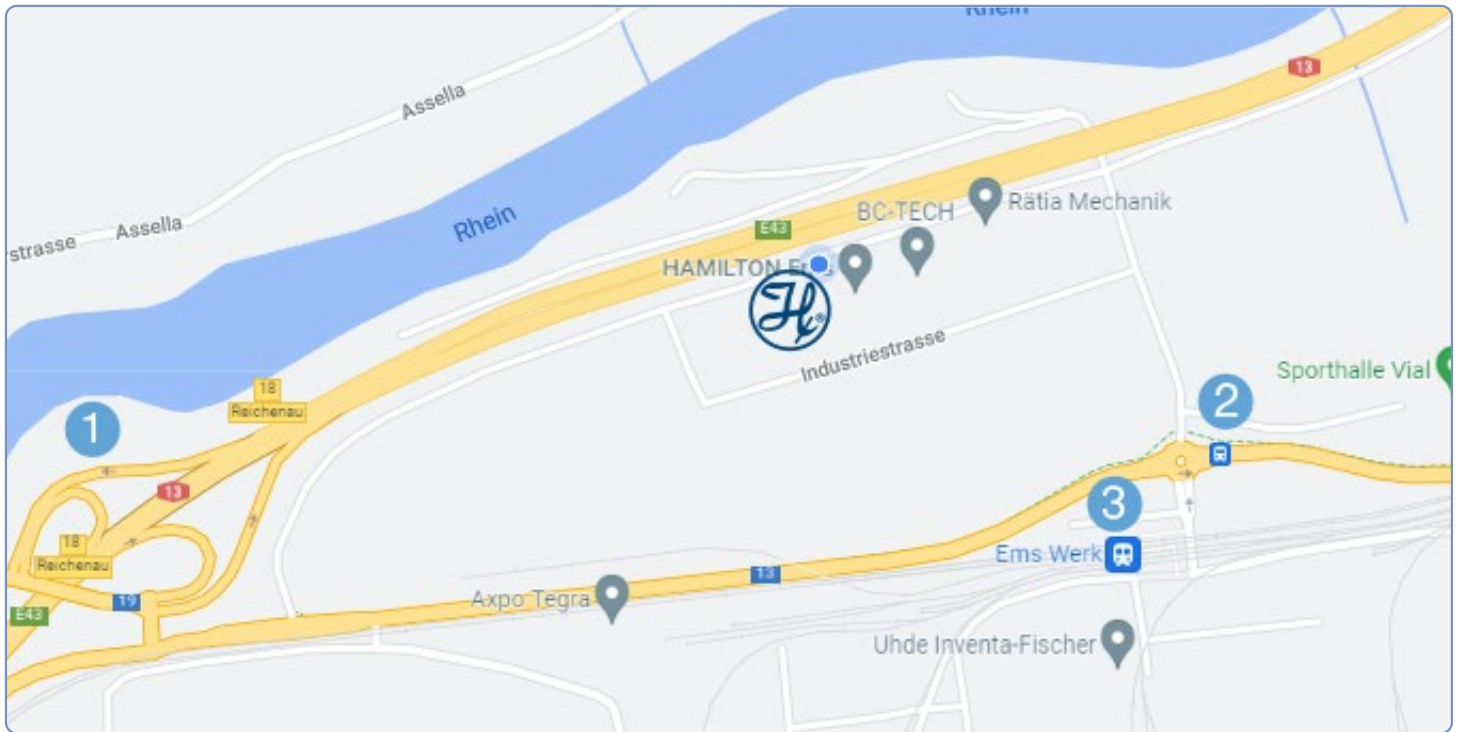 Rhein
13
Assella
Rätia Mechanik
BC-TECH
Assella
Rhein
E43
strasse
HAMILTON
H®
Industriestrasse
Sporthalle Vial
18
Reichenau
1
2
13
3
18
Reichenau
Ems Werk
13
19
Axpo Tegra
E43
Uhde Inventa-Fischer